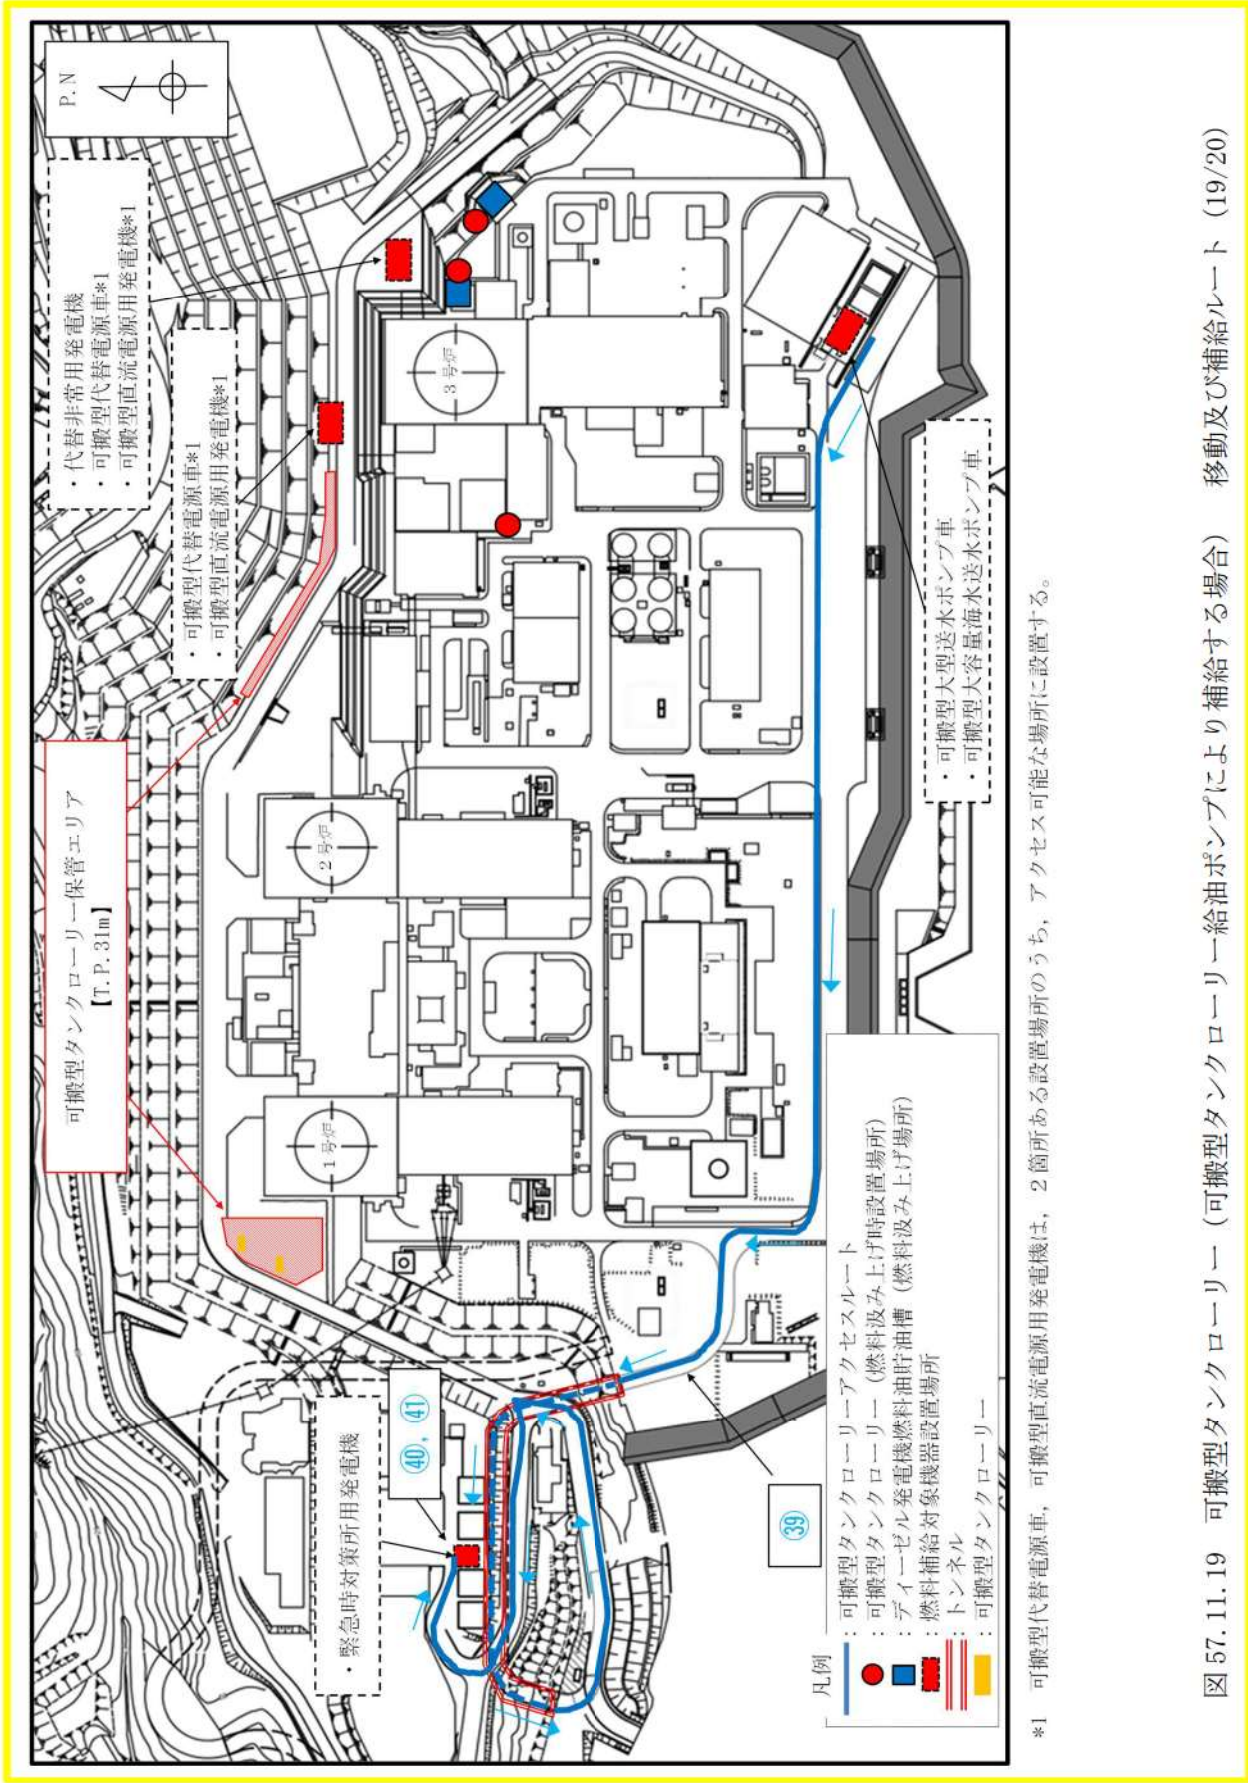 P.N
・代替非常用発電機
・可搬型代替電源車*1
・可搬型直流電源用発電機*1
・可搬型代替電源車*1
・可搬型直流電源用発電機*1
可搬型タンクローリー保管エリア
【T.P.31m】
3号炉
2号炉
1号炉
・緊急時対策所用発電機
㊵, ㊶
㊴
・可搬型大型送水ポンプ車
・可搬型大容量海水送水ポンプ車
凡例
：可搬型タンクローリーアクセスルート
：可搬型タンクローリー（燃料汲み上げ時設置場所）
：ディーゼル発電機燃料油貯油槽（燃料汲み上げ場所）
：燃料補給対象機器設置場所
：トンネル
：可搬型タンクローリー
*1 可搬型代替電源車，可搬型直流電源用発電機は，２箇所ある設置場所のうち，アクセス可能な場所に設置する。
図57.11.19 可搬型タンクローリー（可搬型タンクローリー給油ポンプにより補給する場合） 移動及び補給ルート（19/20）